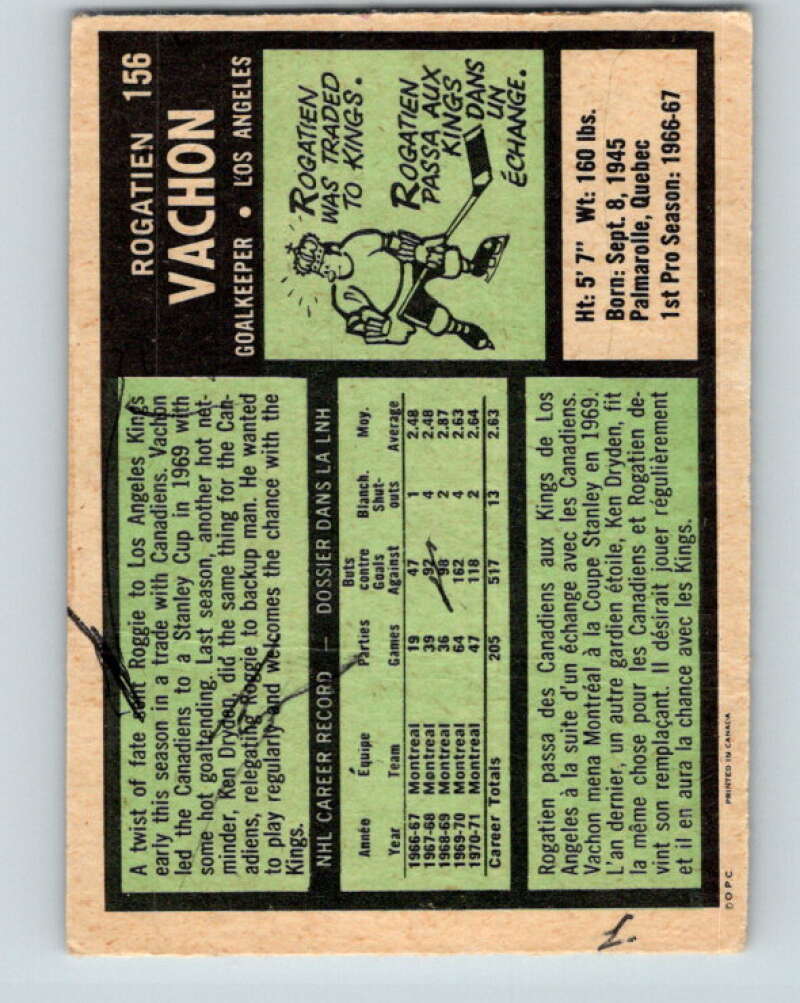 ROGATIEN 156
VACHON
GOALKEEPER • LOS ANGELES
ROGATIEN
WAS TRADED
TO KINGS.
ROGATIEN
PASSA AUX
KINGS
DANS
UN
ÉCHANGE.
Ht: 5' 7" Wt: 160 lbs.
Born: Sept. 8, 1945
Palmarolle, Quebec
1st Pro Season: 1966-67
A twist of fate sent Roggie to Los Angeles Kings
early this season in a trade with Canadiens. Vachon
led the Canadiens to a Stanley Cup in 1969 with
some hot goaltending. Last season, another hot net-
minder, Ken Dryden, did the same thing for the Can-
adiens, relegating Roggie to backup man. He wanted
to play regularly and welcomes the chance with the
Kings.
NHL CAREER RECORD — DOSSIER DANS LA LNH
Année Équipe Parties Buts contre Blanch. Moy.
Year Team Games Goals Against Shut-outs Average
1966-67 Montreal 19 47 1 2.48
1967-68 Montreal 39 92 4 2.48
1968-69 Montreal 36 98 2 2.87
1969-70 Montreal 64 162 4 2.63
1970-71 Montreal 47 118 2 2.64
Career Totals 205 517 13 2.63
Rogatien passa des Canadiens aux Kings de Los
Angeles à la suite d'un échange avec les Canadiens.
Vachon mena Montréal à la Coupe Stanley en 1969.
L'an dernier, un autre gardien étoile, Ken Dryden, fit
la même chose pour les Canadiens et Rogatien de-
vint son remplaçant. Il désirait jouer régulièrement
et il en aura la chance avec les Kings.
O.P.C. PRINTED IN CANADA
1.